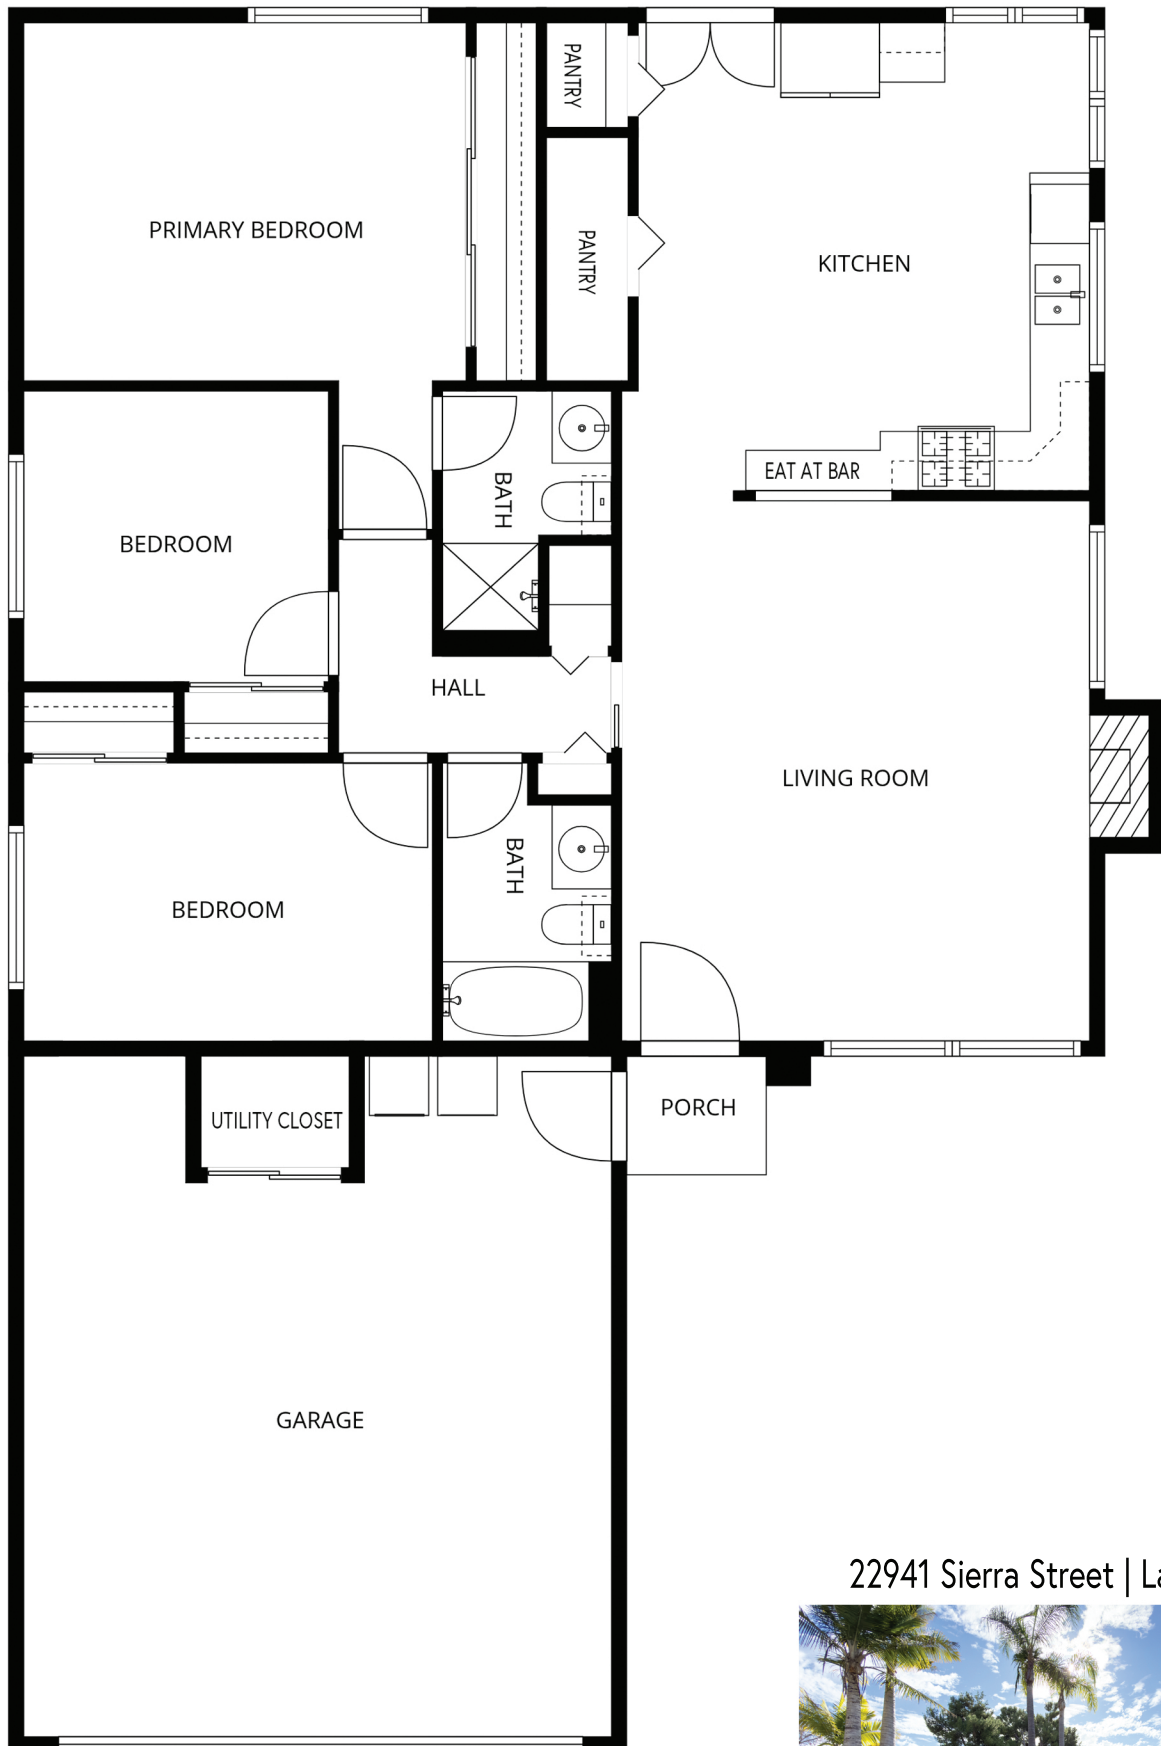 PANTRY
PRIMARY BEDROOM
PANTRY
KITCHEN
EAT AT BAR
BATH
BEDROOM
HALL
LIVING ROOM
BATH
BEDROOM
PORCH
UTILITY CLOSET
GARAGE
22941 Sierra Street | La